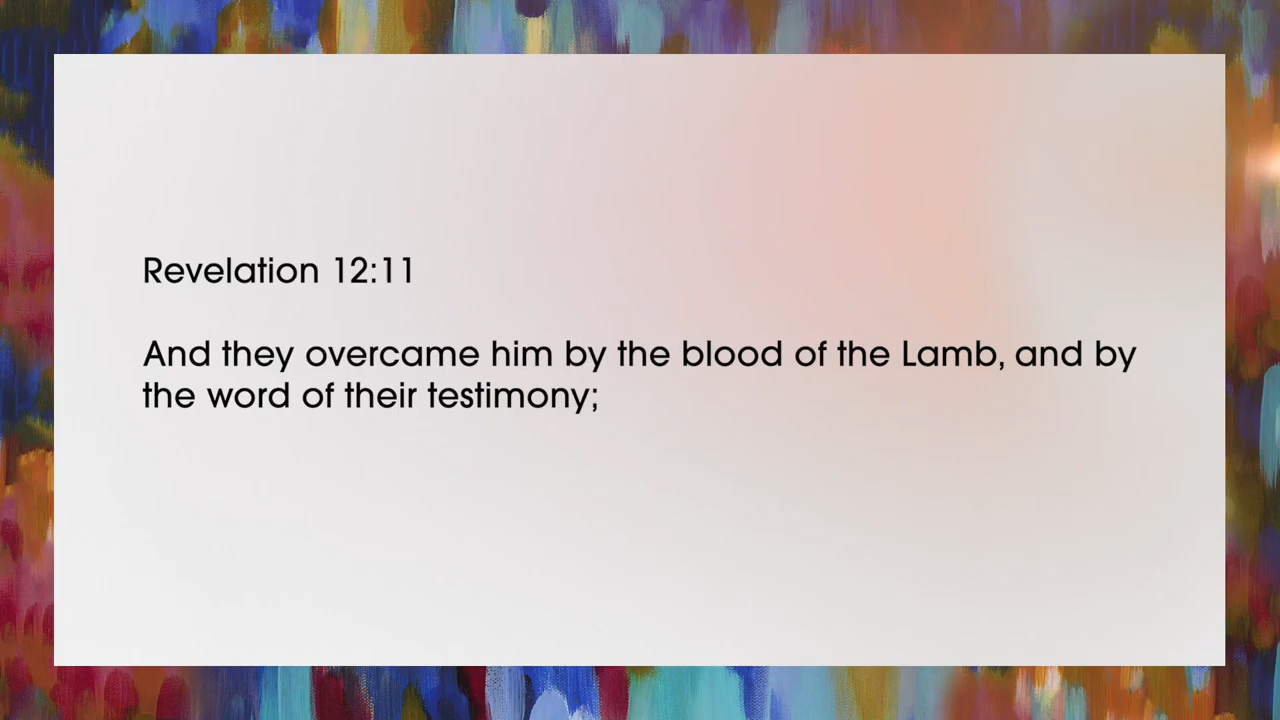 Revelation 12:11
And they overcame him by the blood of the Lamb, and by
the word of their testimony;